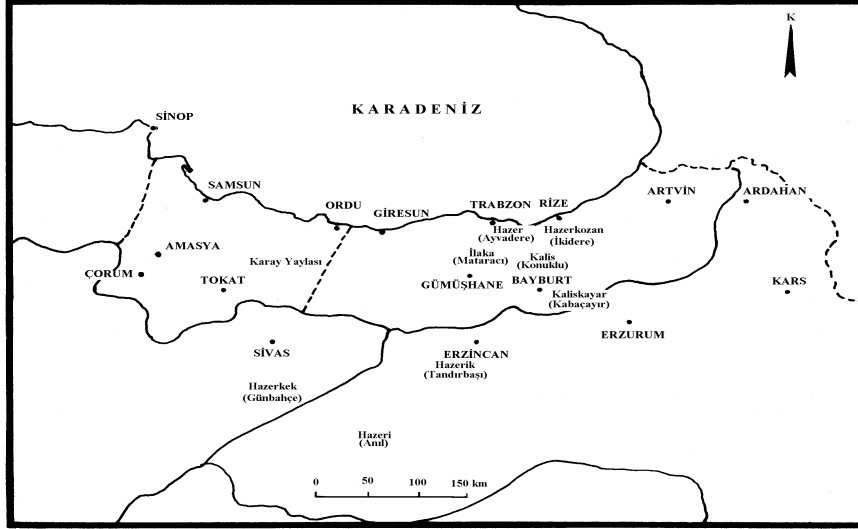 K
KARADENİZ
SİNOP
SAMSUN
ORDU
GİRESUN
TRABZON
RİZE
ARTVİN
ARDAHAN
Hazer
(Ayvadere)
Hazerkozan
(İkidere)
AMASYA
Karay Yaylası
İlaka
(Mataracı)
Kalis
(Konuklu)
ÇORUM
TOKAT
GÜMÜŞHANE
BAYBURT
KARS
Kaliskayar
(Kabaçayır)
ERZURUM
SİVAS
ERZİNCAN
Hazerik
(Tandırbaşı)
Hazerkek
(Günbahçe)
Hazeri
(Anıl)
0 50 100 150 km